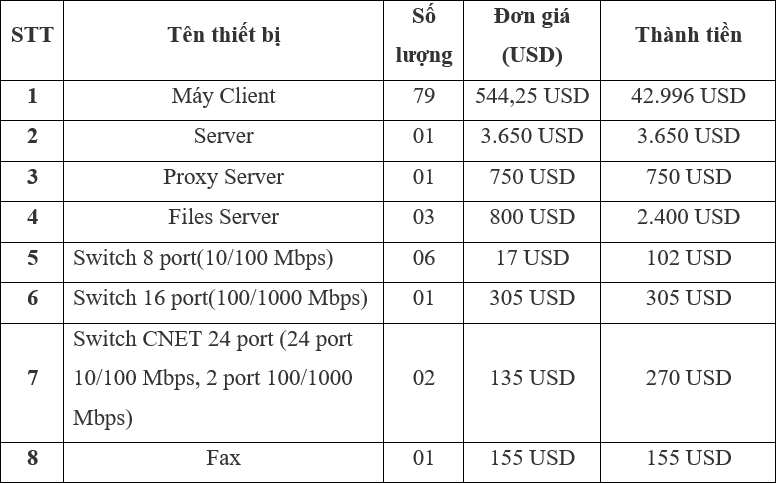 STT Tên thiết bị Số lượng Đơn giá (USD) Thành tiền
1 Máy Client 79 544,25 USD 42.996 USD
2 Server 01 3.650 USD 3.650 USD
3 Proxy Server 01 750 USD 750 USD
4 Files Server 03 800 USD 2.400 USD
5 Switch 8 port(10/100 Mbps) 06 17 USD 102 USD
6 Switch 16 port(100/1000 Mbps) 01 305 USD 305 USD
7 Switch CNET 24 port (24 port 10/100 Mbps, 2 port 100/1000 Mbps) 02 135 USD 270 USD
8 Fax 01 155 USD 155 USD